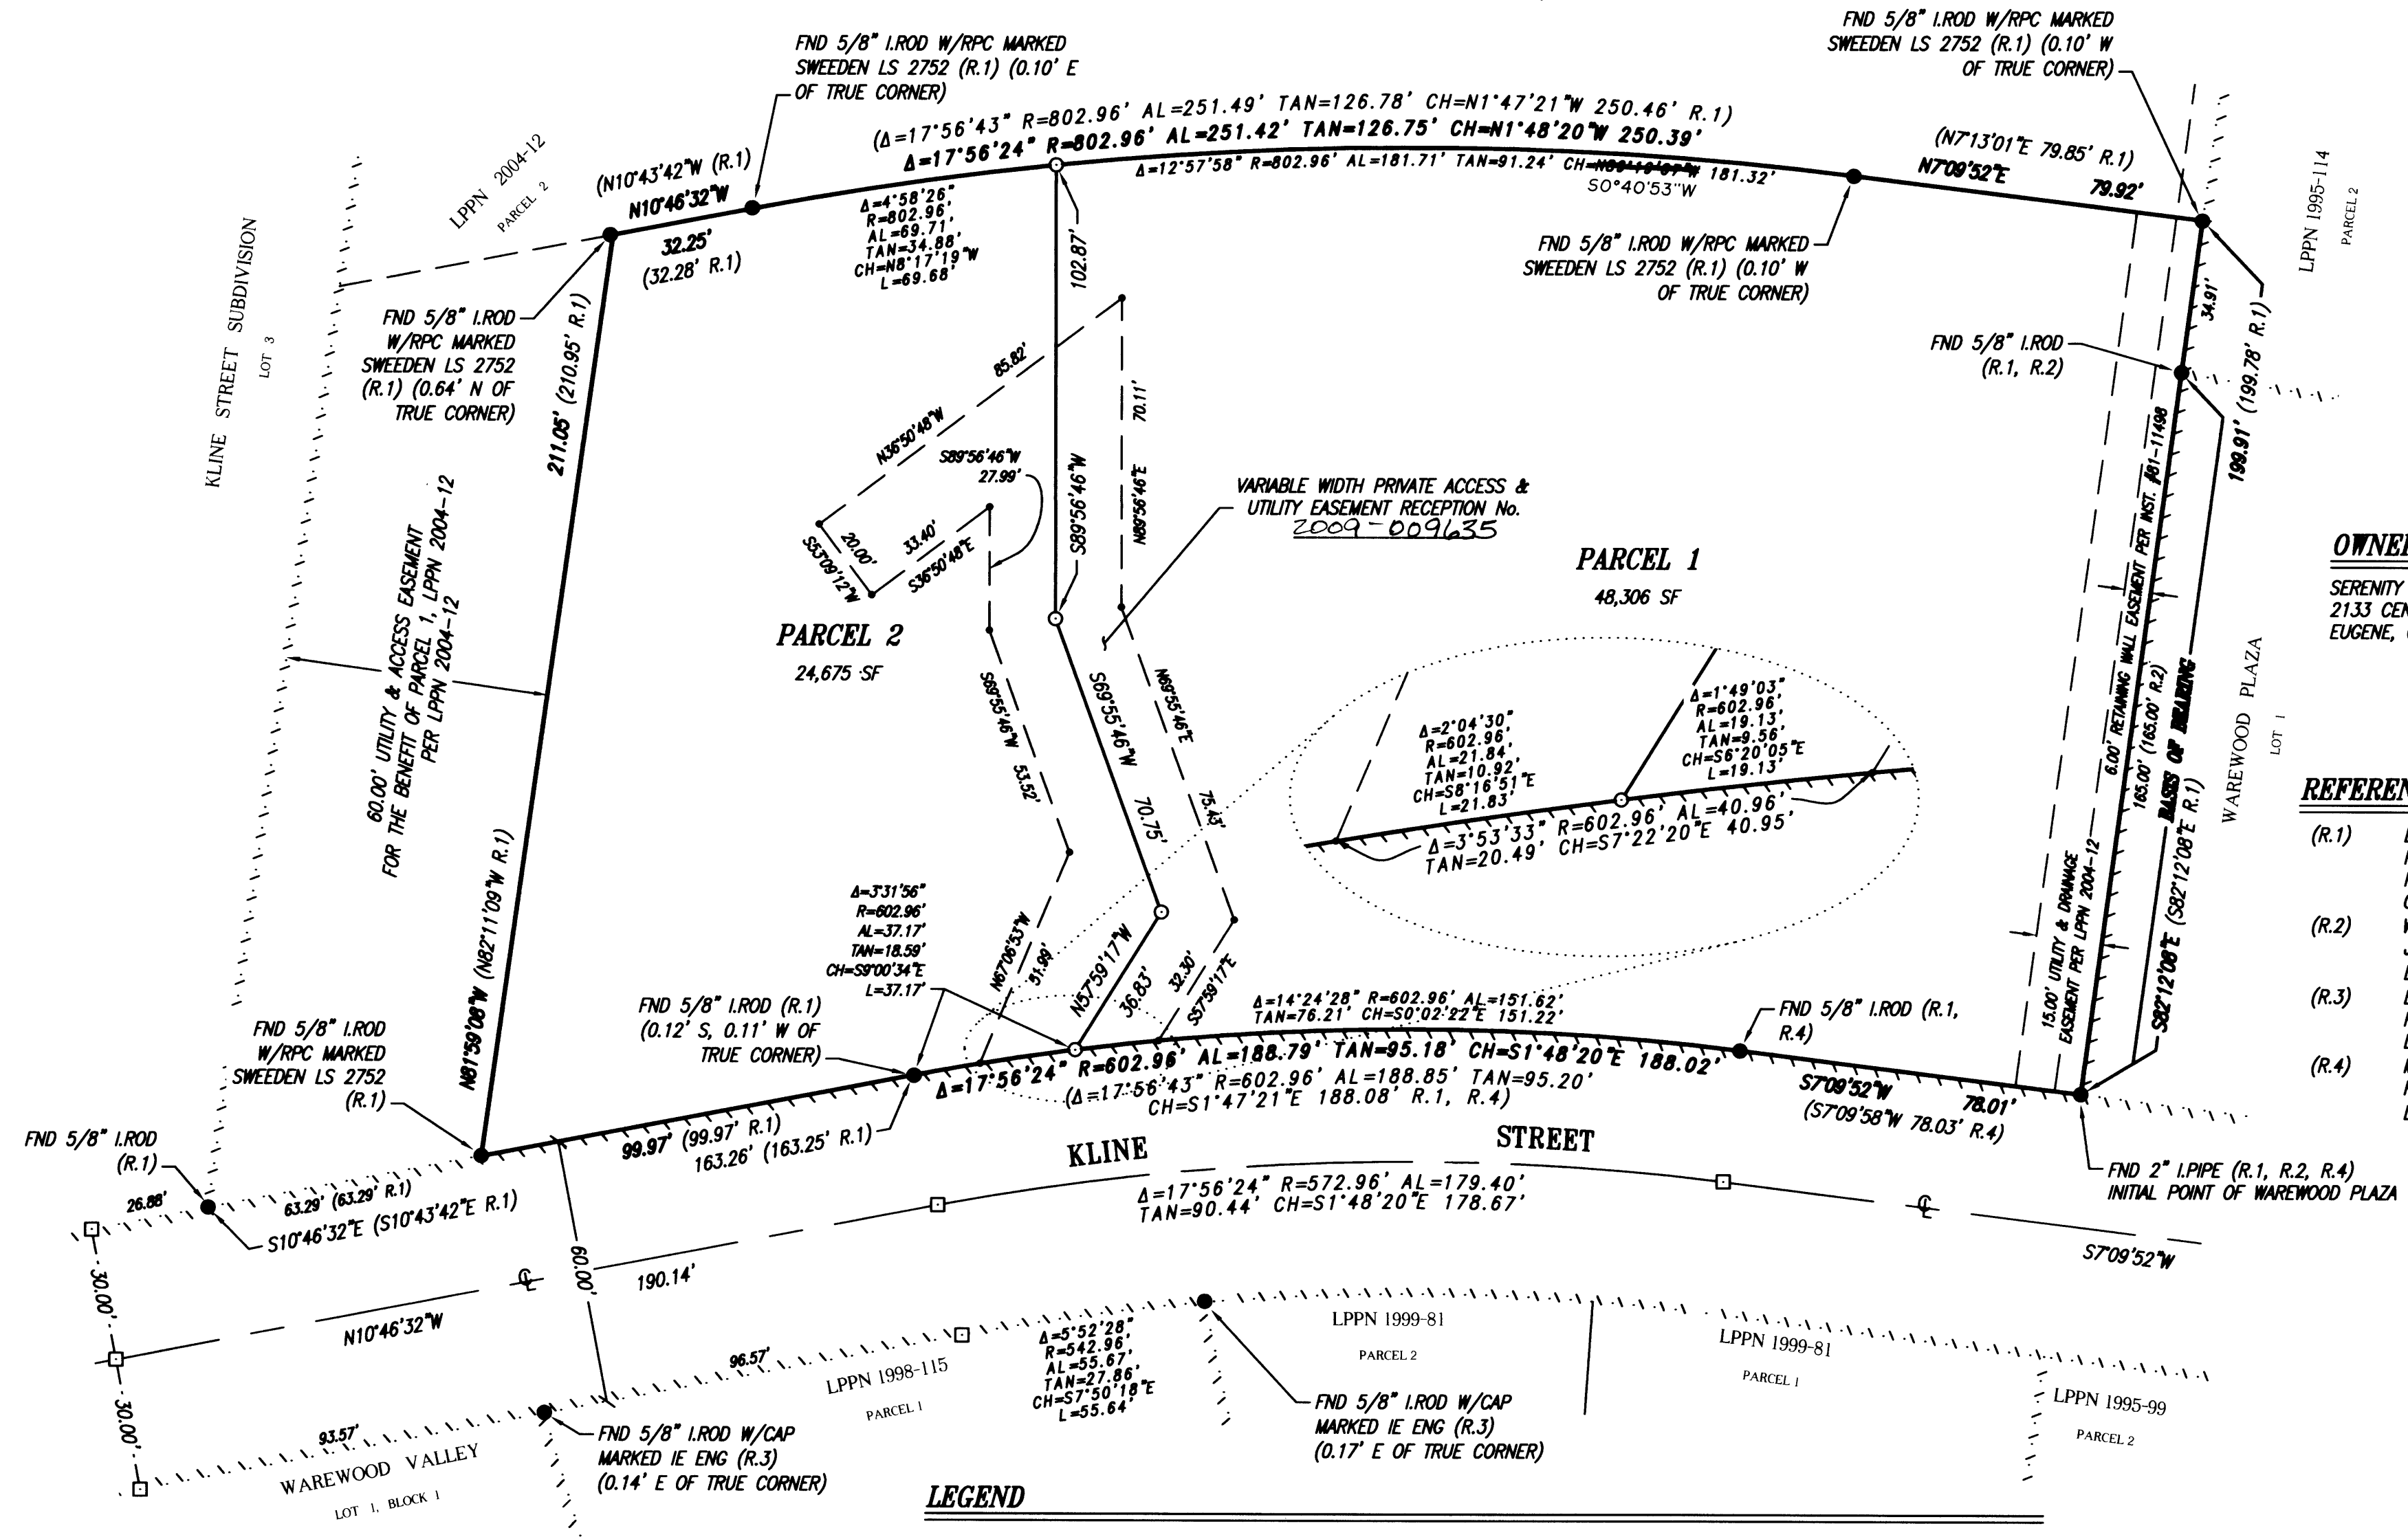 FND 5/8" I.ROD W/RPC MARKED
SWEEDEN LS 2752 (R.1) (0.10' E
OF TRUE CORNER)
FND 5/8" I.ROD W/RPC MARKED
SWEEDEN LS 2752 (R.1) (0.10' W
OF TRUE CORNER)
(Δ=17°56'43" R=802.96' AL=251.49' TAN=126.78' CH=N1°47'21"W 250.46' R.1)
Δ=17°56'24" R=802.96' AL=251.42' TAN=126.75' CH=N1°48'20"W 250.39'
Δ=12°57'58" R=802.96' AL=181.71' TAN=91.24' CH= 181.32'
S0°40'53"W
(N7°13'01"E 79.85' R.1)
N7°09'52"E 79.92'
LPPN 2004-12
PARCEL 2
(N10°43'42"W (R.1)
N10°46'32"W
32.25'
(32.28' R.1)
Δ=4°58'26"
R=802.96'
AL=69.71'
TAN=34.88'
CH=N8°17'19"W
L=69.68'
102.87'
LPPN 1995-114
PARCEL 2
FND 5/8" I.ROD W/RPC MARKED
SWEEDEN LS 2752 (R.1) (0.10' W
OF TRUE CORNER)
KLINE STREET SUBDIVISION
LOT 3
FND 5/8" I.ROD
W/RPC MARKED
SWEEDEN LS 2752
(R.1) (0.64' N OF
TRUE CORNER)
211.05' (210.95' R.1)
FND 5/8" I.ROD
(R.1, R.2)
34.91'
199.91' (199.78' R.1)
85.82'
N36°50'48"W
70.11'
N89°56'46"E
S89°56'46"W
27.99'
S89°56'46"W
20.00'
S53°09'12"W
33.40'
S36°50'48"E
VARIABLE WIDTH PRIVATE ACCESS &
UTILITY EASEMENT RECEPTION No.
2009-009635
PARCEL 1
48,306 SF
PARCEL 2
24,675 SF
60.00' UTILITY & ACCESS EASEMENT
FOR THE BENEFIT OF PARCEL 1, LPPN 2004-12
PER LPPN 2004-12
6.00' RETAINING WALL EASEMENT PER INST. #81-11498
165.00' (165.00' R.2)
BASIS OF BEARING
S82°12'08"E (S82°12'08"E R.1)
WAREWOOD PLAZA
LOT 1
15.00' UTILITY & DRAINAGE
EASEMENT PER LPPN 2004-12
SERENITY
2133
EUGENE,
S69°55'46"W 53.52'
S69°55'46"W 70.75'
N69°55'46"E 75.43'
Δ=2°04'30"
R=602.96'
AL=21.84'
TAN=10.92'
CH=S8°16'51"E
L=21.83'
Δ=1°49'03"
R=602.96'
AL=19.13'
TAN=9.56'
CH=S6°20'05"E
L=19.13'
Δ=3°53'33" R=602.96' AL=40.96'
TAN=20.49' CH=S7°22'20"E 40.95'
(R.1)
(R.2)
(R.3)
(R.4)
Δ=3°31'56"
R=602.96'
AL=37.17'
TAN=18.59'
CH=S9°00'34"E
L=37.17'
N67°06'53"W
51.99'
N57°59'17"W
36.83'
32.30'
S57°59'17"E
N81°59'08"W (N82°11'09"W R.1)
FND 5/8" I.ROD (R.1)
(0.12' S, 0.11' W OF
TRUE CORNER)
Δ=14°24'28" R=602.96' AL=151.62'
TAN=76.21' CH=S0°02'22"E 151.22'
FND 5/8" I.ROD (R.1,
R.4)
FND 5/8" I.ROD
W/RPC MARKED
SWEEDEN LS 2752
(R.1)
Δ=17°56'24" R=602.96' AL=188.79' TAN=95.18' CH=S1°48'20"E 188.02'
(Δ=17°56'43" R=602.96' AL=188.85' TAN=95.20'
CH=S1°47'21"E 188.08' R.1, R.4)
S7°09'52"W 78.01'
(S7°09'58"W 78.03' R.4)
99.97' (99.97' R.1)
163.26' (163.25' R.1)
KLINE STREET
FND 5/8" I.ROD
(R.1)
26.88'
63.29' (63.29' R.1)
S10°46'32"E (S10°43'42"E R.1)
FND 2" I.PIPE (R.1, R.2, R.4)
INITIAL POINT OF WAREWOOD PLAZA
Δ=17°56'24" R=572.96' AL=179.40'
TAN=90.44' CH=S1°48'20"E 178.67'
S7°09'52"W
30.00'
60.00'
190.14'
N10°46'32"W
30.00'
93.57'
96.57'
WAREWOOD VALLEY
LOT 1, BLOCK 1
LPPN 1998-115
PARCEL 1
Δ=5°52'28"
R=542.96'
AL=55.67'
TAN=27.86'
CH=S7°50'18"E
L=55.64'
LPPN 1999-81
PARCEL 2
LPPN 1999-81
PARCEL 1
LPPN 1995-99
PARCEL 2
FND 5/8" I.ROD W/CAP
MARKED IE ENG (R.3)
(0.14' E OF TRUE CORNER)
FND 5/8" I.ROD W/CAP
MARKED IE ENG (R.3)
(0.17' E OF TRUE CORNER)
LEGEND